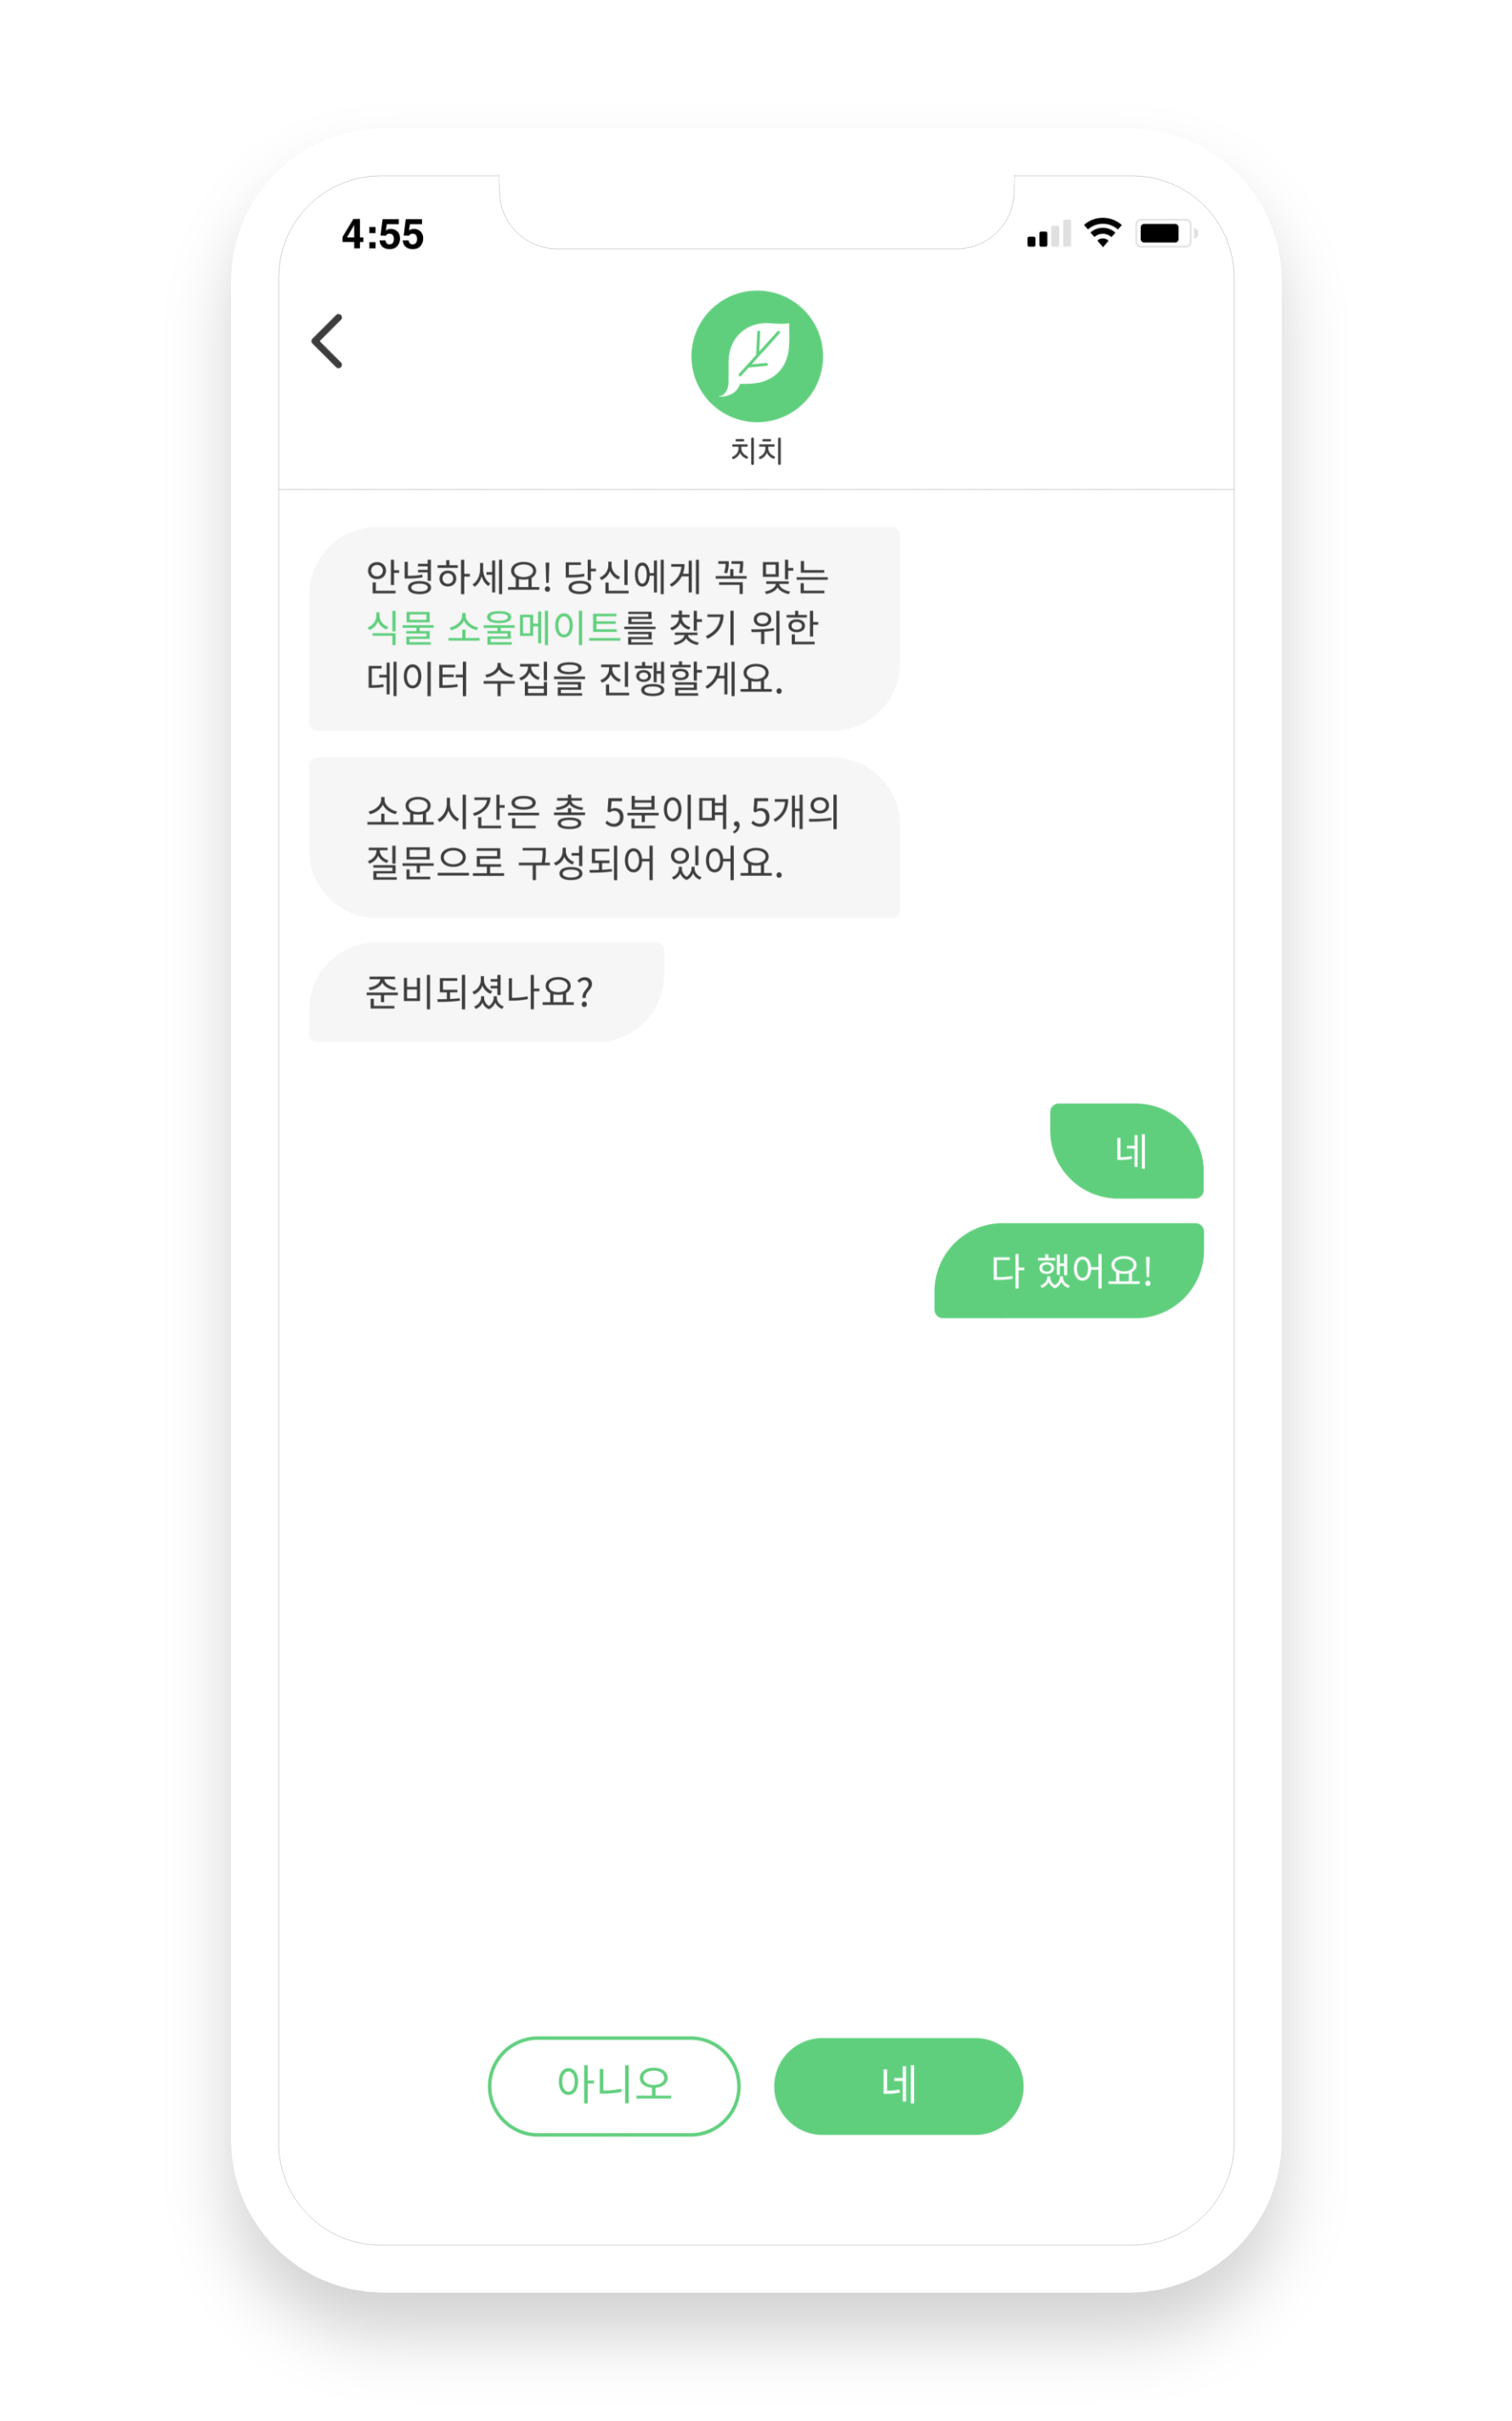 4:55
치치
안녕하세요! 당신에게 꼭 맞는
식물 소울메이트를 찾기 위한
데이터 수집을 진행할게요.
소요시간은 총 5분이며, 5개의
질문으로 구성되어 있어요.
준비되셨나요?
네
다 했어요!
아니오
네